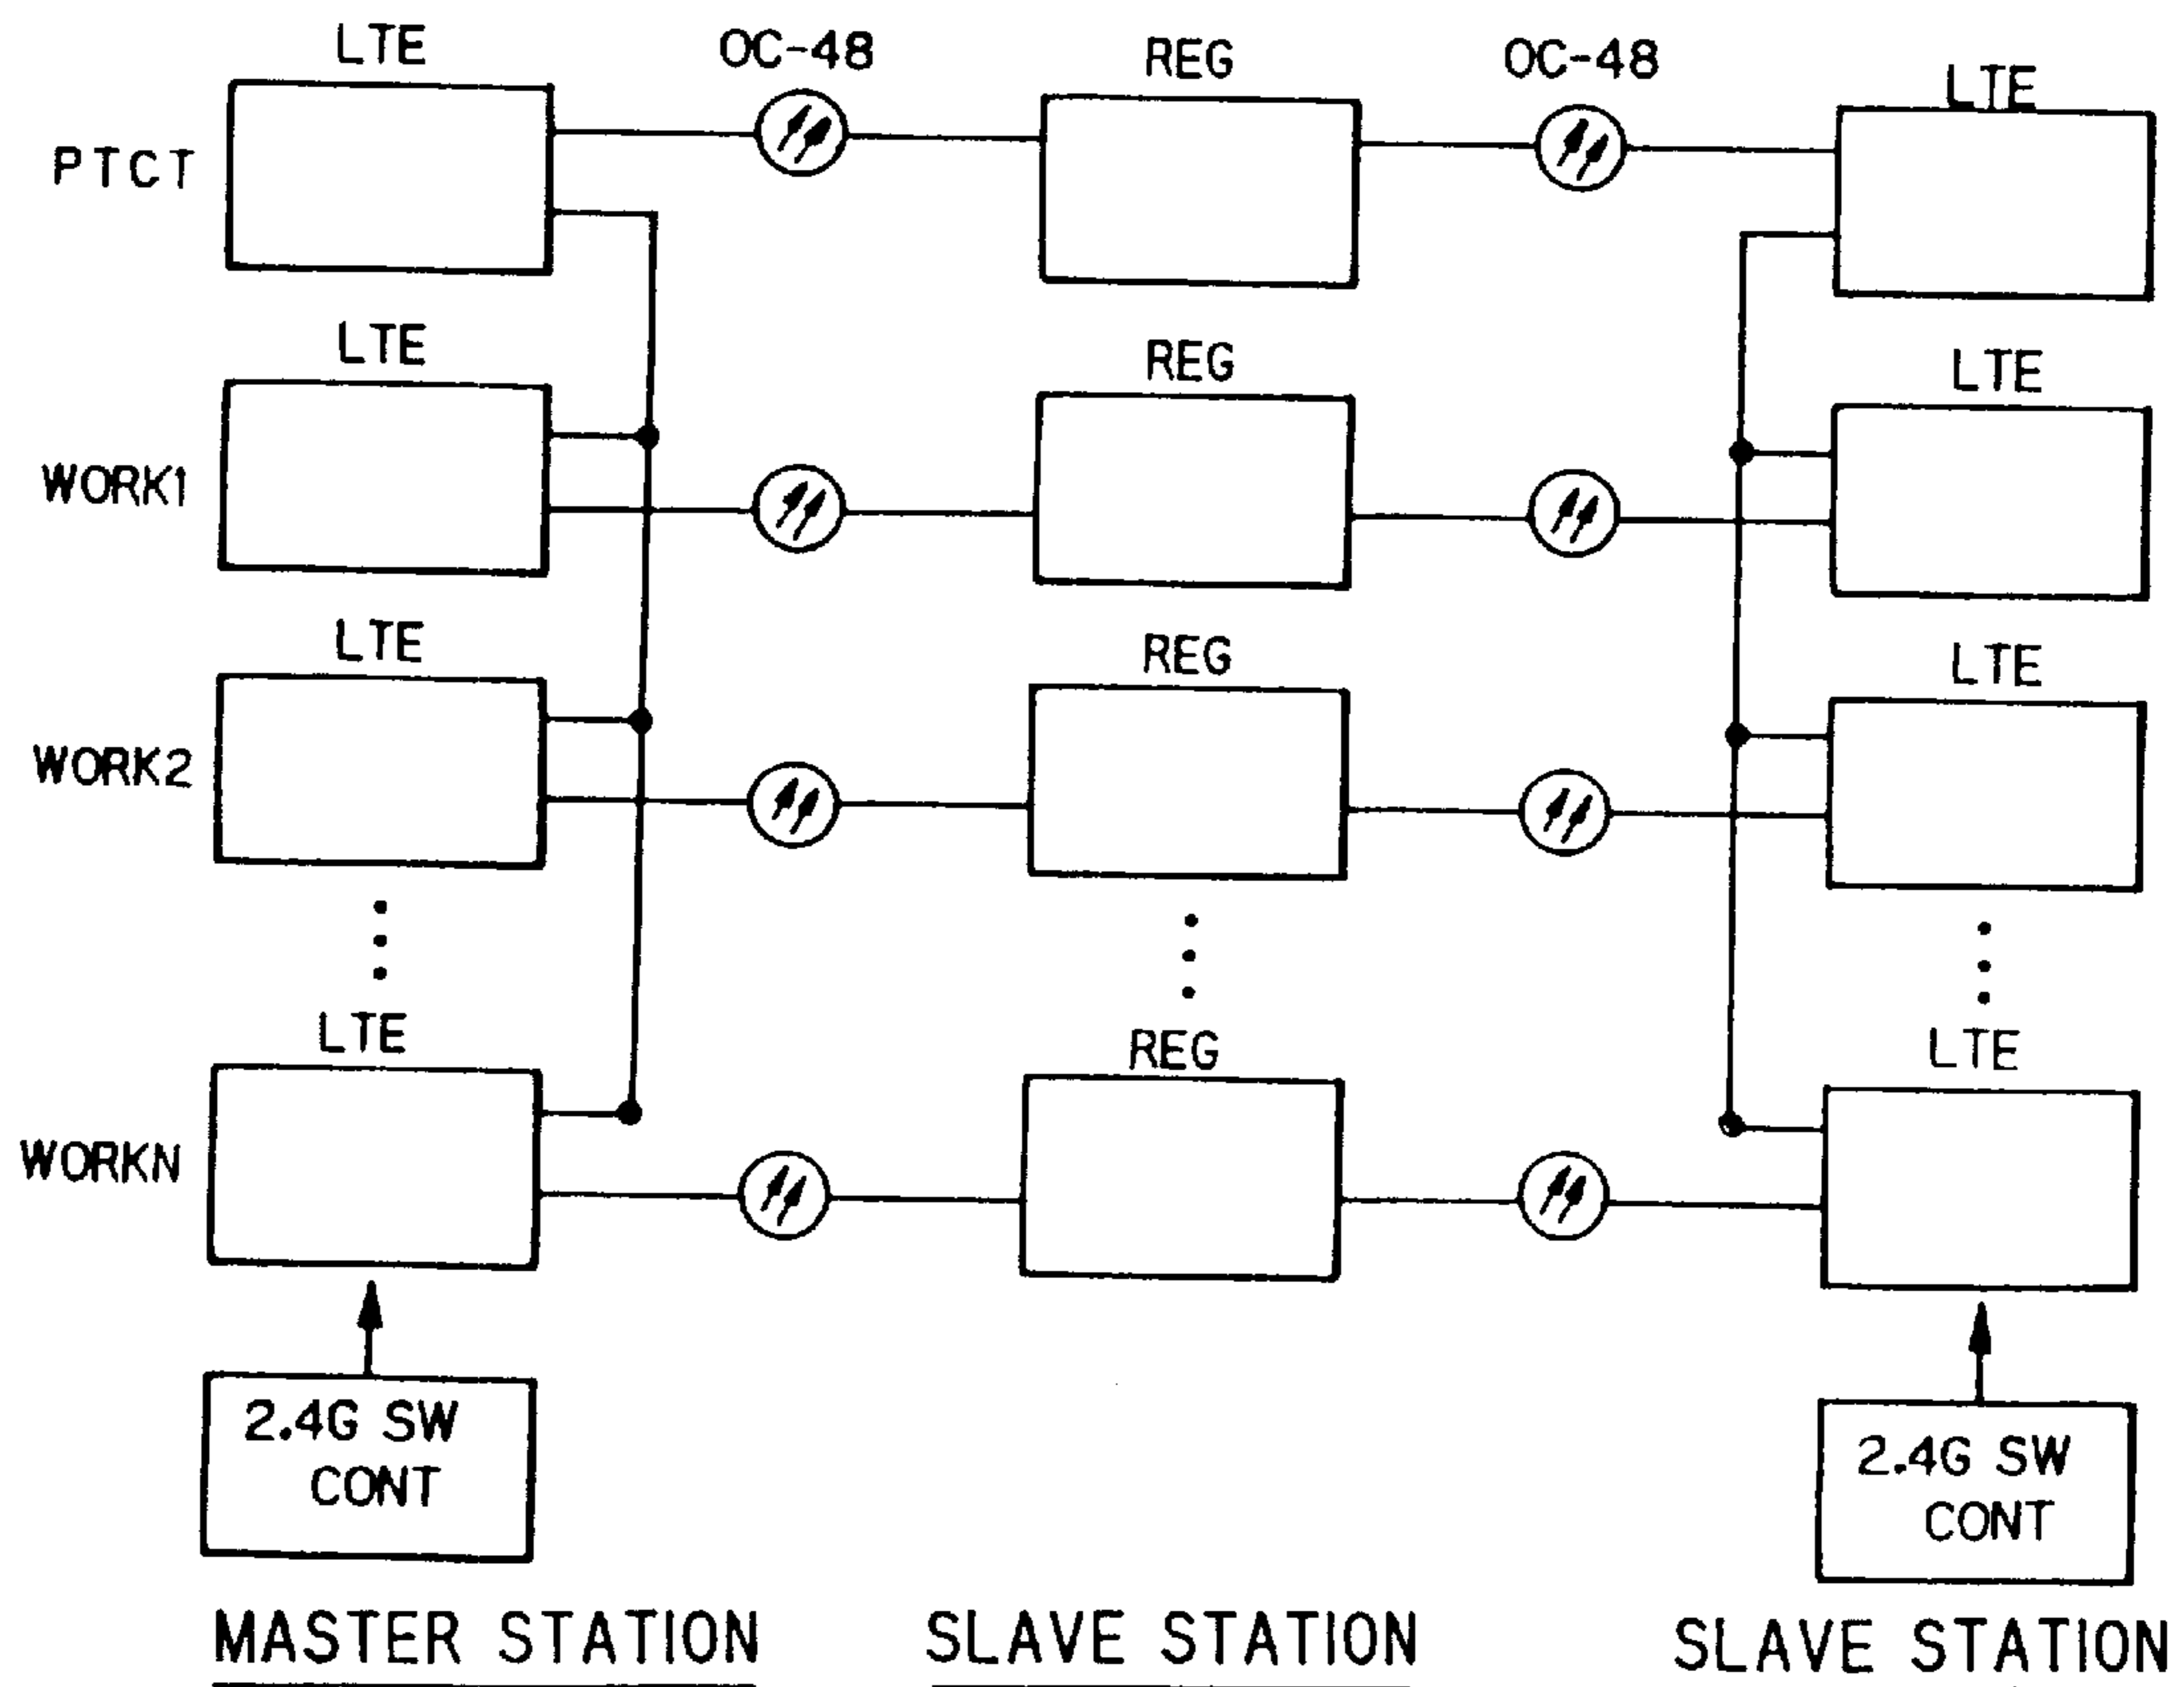 LTE OC-48 REG OC-48 LTE
PTCT
LTE REG LTE
WORK1
LTE REG LTE
WORK2
LTE REG LTE
WORKN
2.4G SW
CONT
2.4G SW
CONT
MASTER STATION SLAVE STATION SLAVE STATION